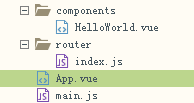 components
HelloWorld.vue
router
index.js
App.vue
main.js